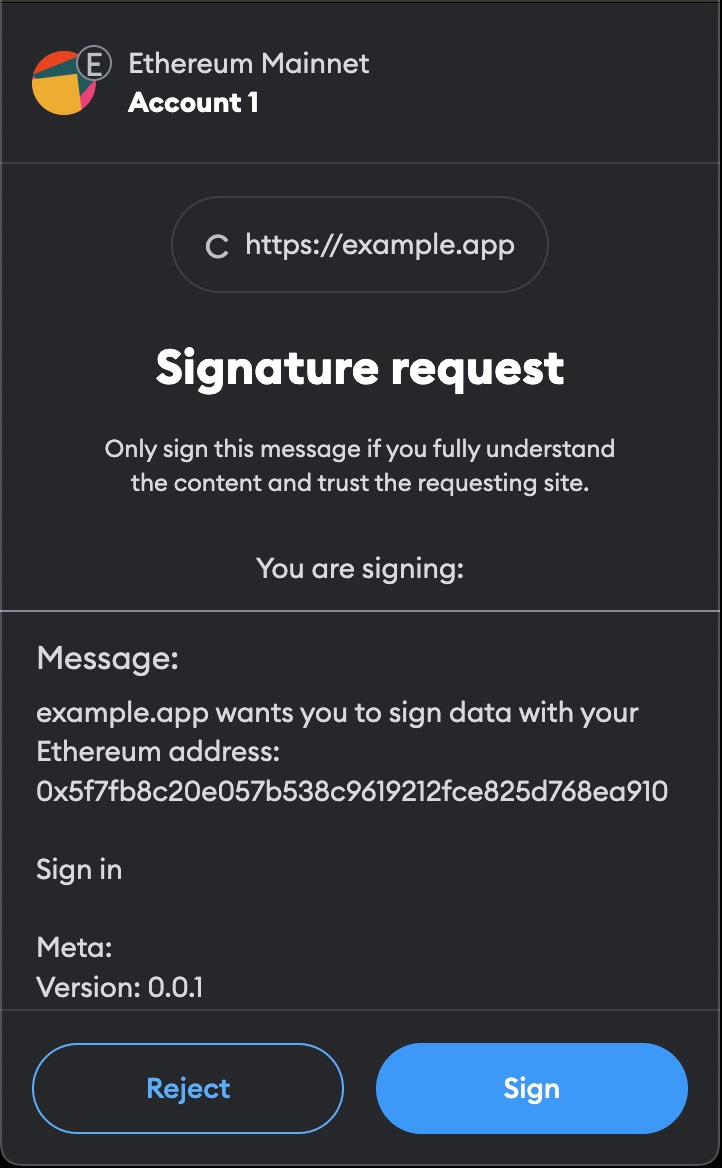 E
Ethereum Mainnet
Account 1
C
https://example.app
Signature request
Only sign this message if you fully understand
the content and trust the requesting site.
You are signing:
Message:
example.app wants you to sign data with your
Ethereum address:
0x5f7fb8c20e057b538c9619212fce825d768ea910
Sign in
Meta:
Version: 0.0.1
Reject
Sign